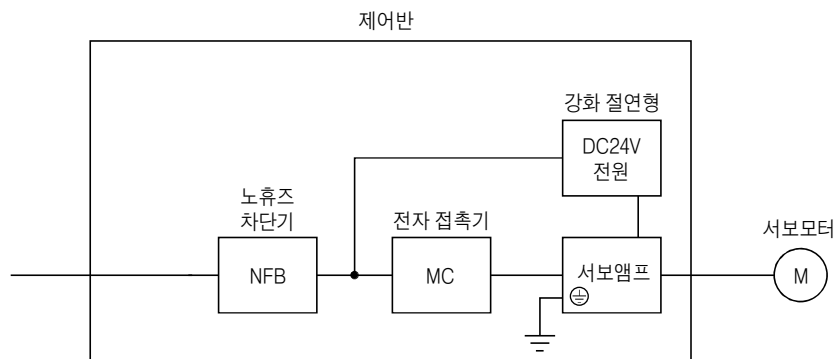 제어반
강화 절연형
DC24V
전원
노휴즈
차단기
전자 접촉기
서보모터
NFB
MC
서보앰프
M